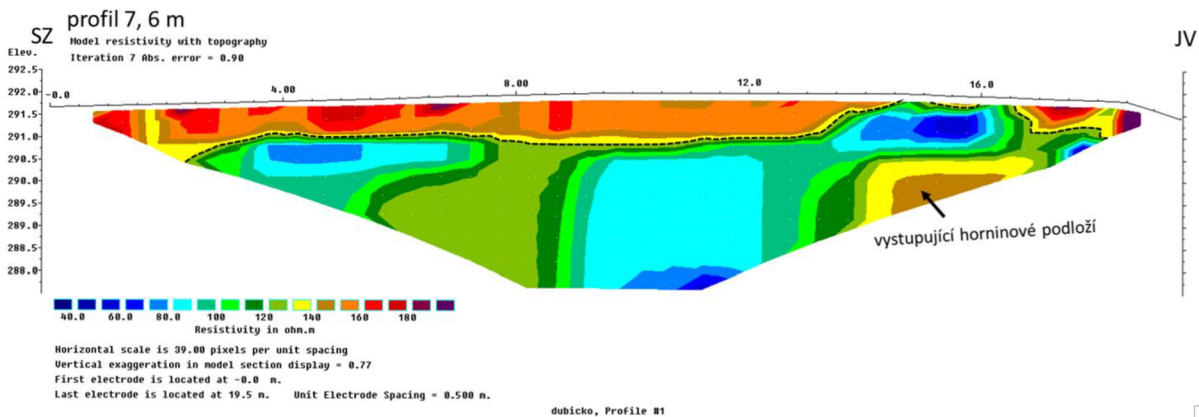 profil 7, 6 m
SZ
JV
Model resistivity with topography
Iteration 7 Abs. error = 0.90
Elev.
292.5
292.0
291.5
291.0
290.5
290.0
289.5
289.0
288.5
288.0
-0.0 4.00 8.00 12.0 16.0
vystupující horninové podloží
40.0 60.0 80.0 100 120 140 160 180
Resistivity in ohm.m
Horizontal scale is 39.00 pixels per unit spacing
Vertical exaggeration in model section display = 0.77
First electrode is located at -0.0 m.
Last electrode is located at 19.5 m. Unit Electrode Spacing = 0.500 m.
dubicko, Profile #1